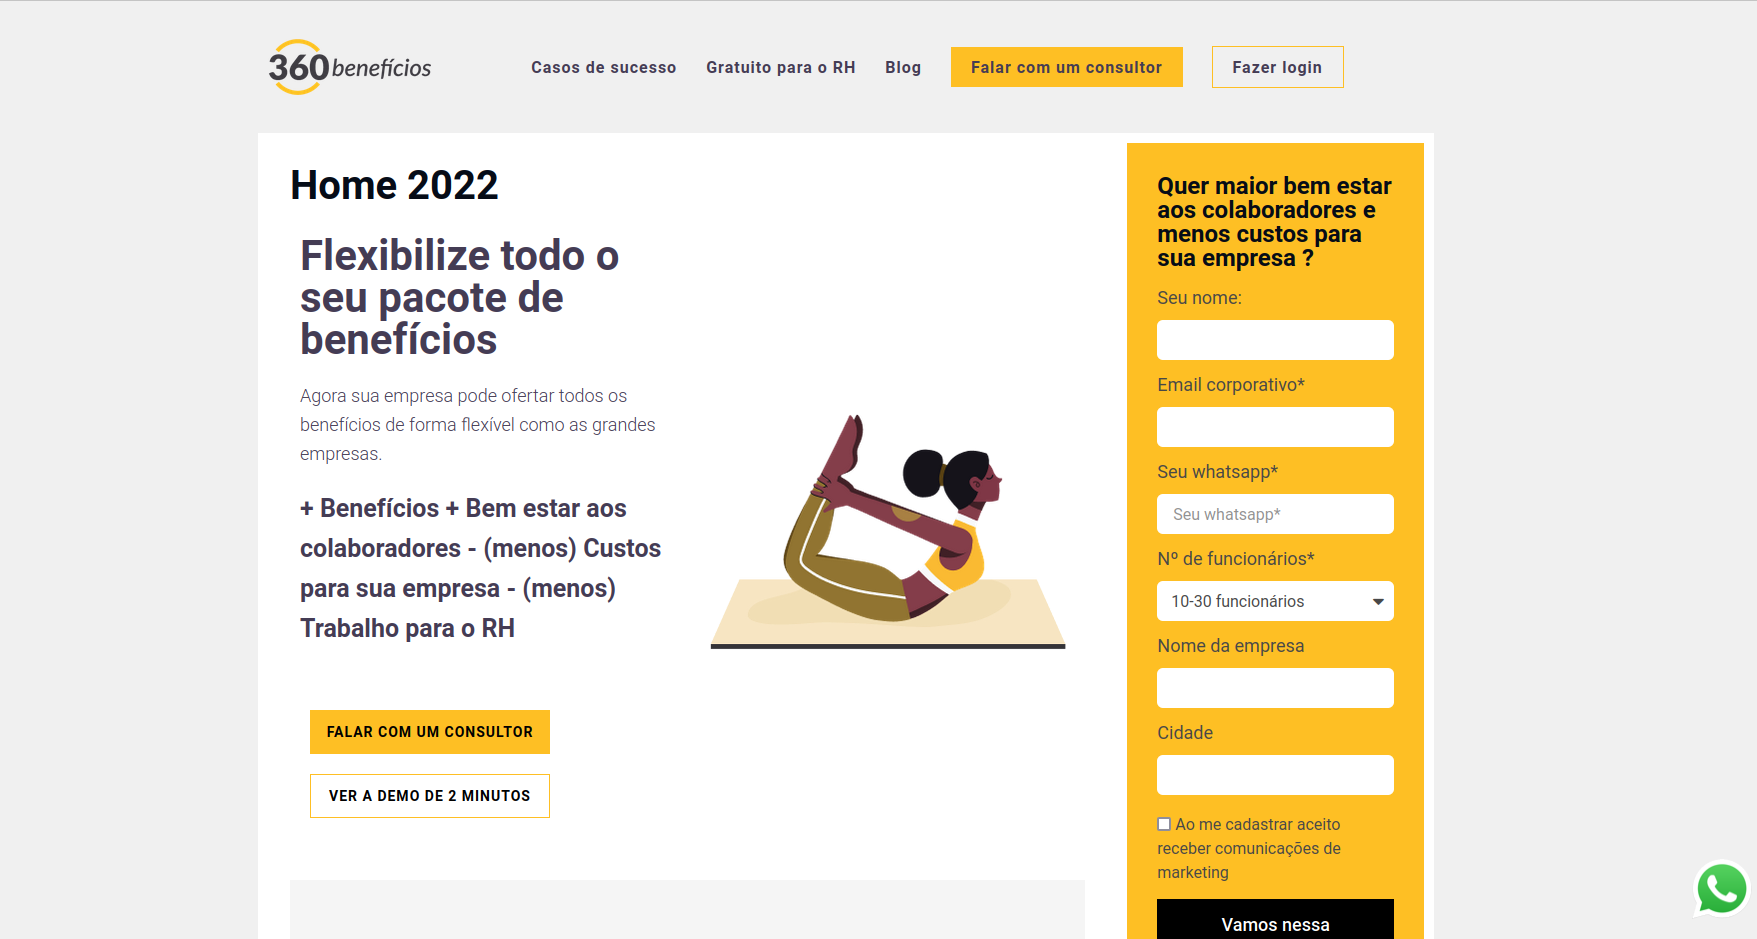 360 benefícios
Casos de sucesso
Gratuito para o RH
Blog
Falar com um consultor
Fazer login
Home 2022
Flexibilize todo o
seu pacote de
benefícios
Agora sua empresa pode ofertar todos os
benefícios de forma flexível como as grandes
empresas.
+ Benefícios + Bem estar aos
colaboradores - (menos) Custos
para sua empresa - (menos)
Trabalho para o RH
FALAR COM UM CONSULTOR
VER A DEMO DE 2 MINUTOS
Quer maior bem estar
aos colaboradores e
menos custos para
sua empresa ?
Seu nome:
Email corporativo*
Seu whatsapp*
Seu whatsapp*
Nº de funcionários*
10-30 funcionários
Nome da empresa
Cidade
Ao me cadastrar aceito
receber comunicações de
marketing
Vamos nessa